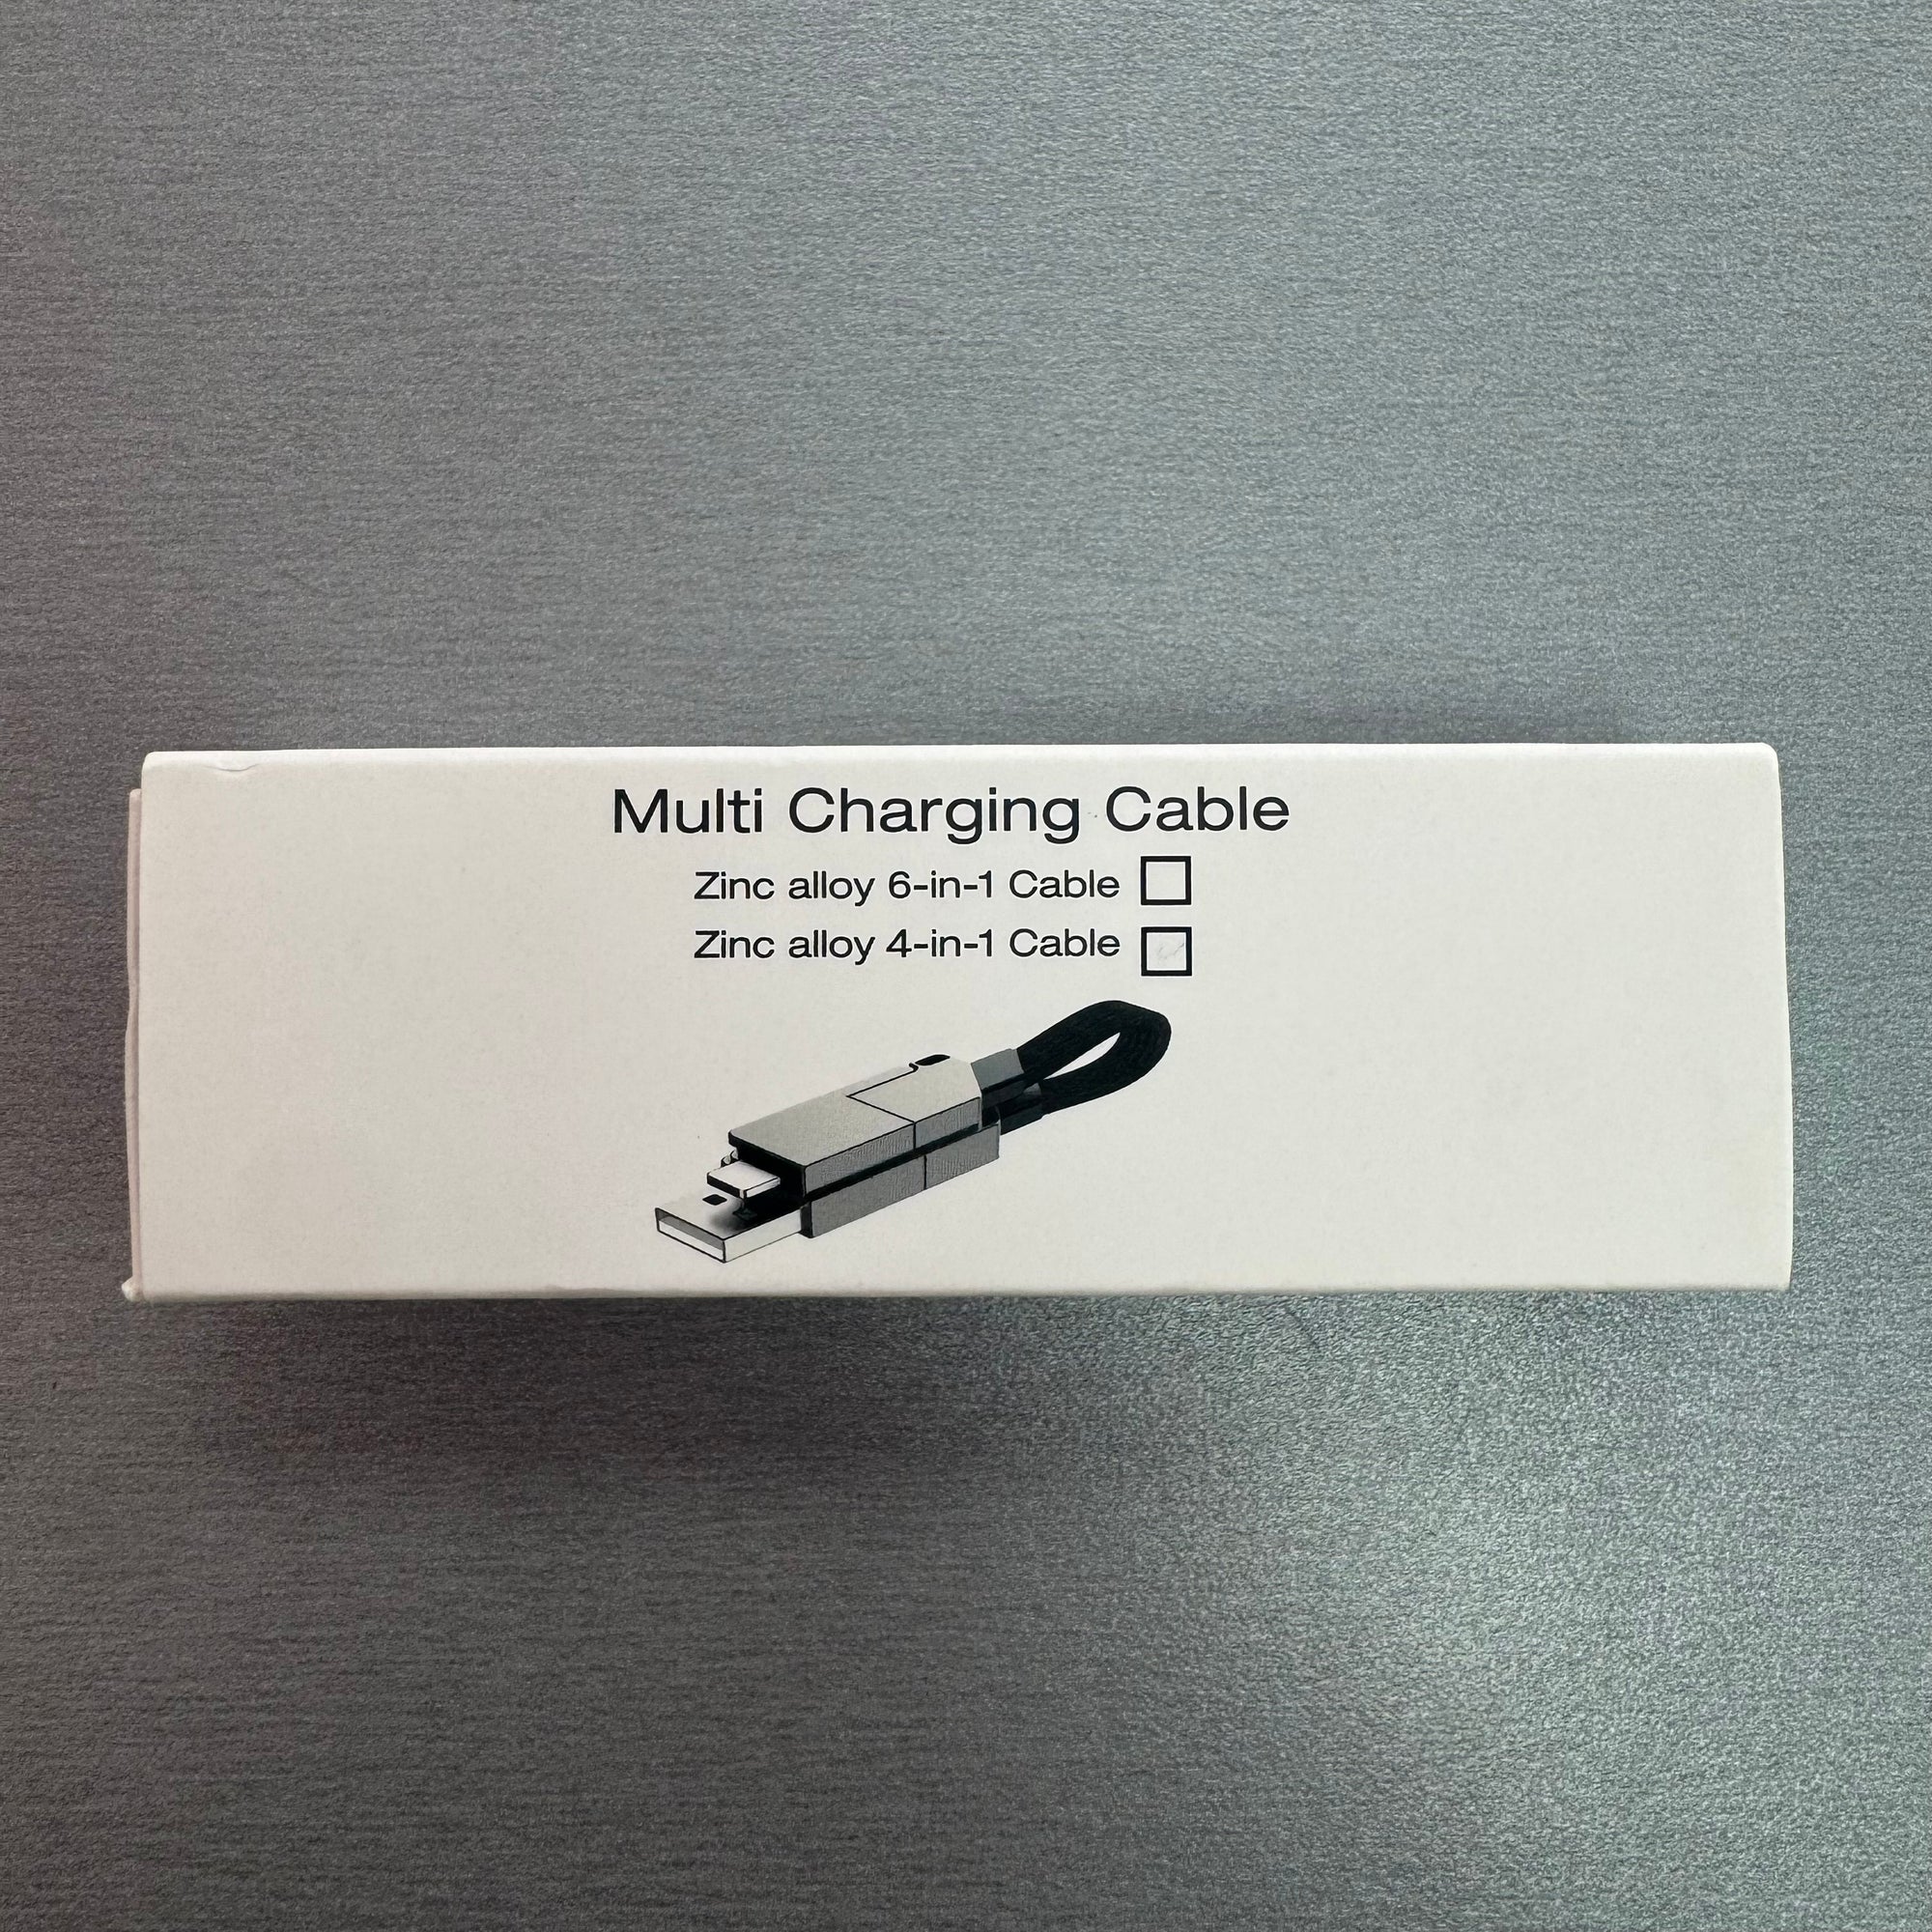 Multi Charging Cable
Zinc alloy 6-in-1 Cable
Zinc alloy 4-in-1 Cable